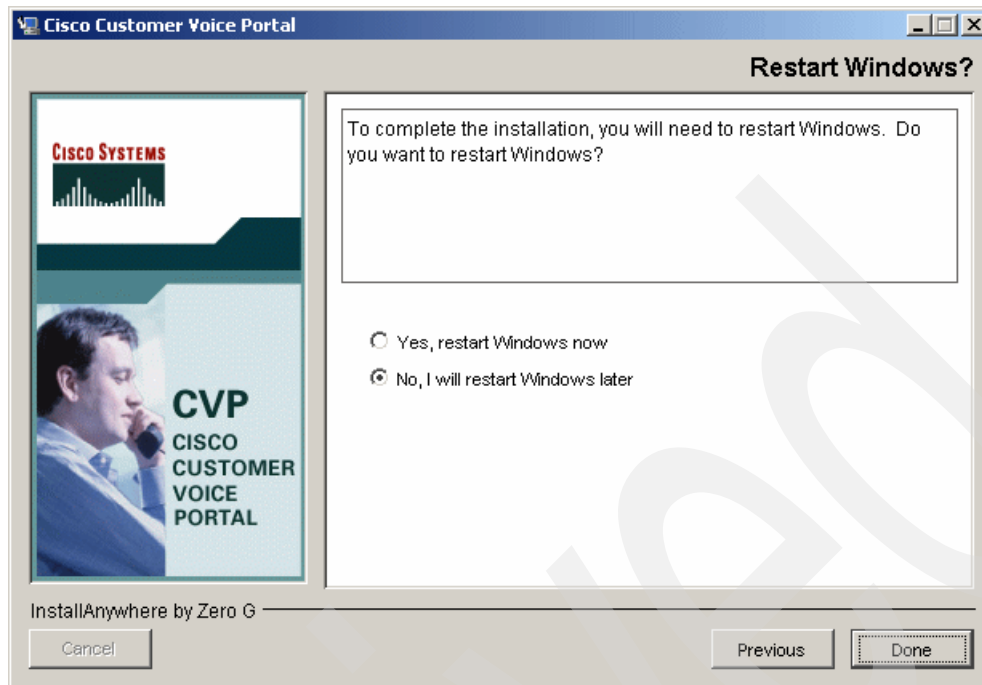 Cisco Customer Voice Portal
Restart Windows?
CISCO SYSTEMS
CVP
CISCO
CUSTOMER
VOICE
PORTAL
To complete the installation, you will need to restart Windows. Do
you want to restart Windows?
Yes, restart Windows now
No, I will restart Windows later
InstallAnywhere by Zero G
Cancel
Previous
Done